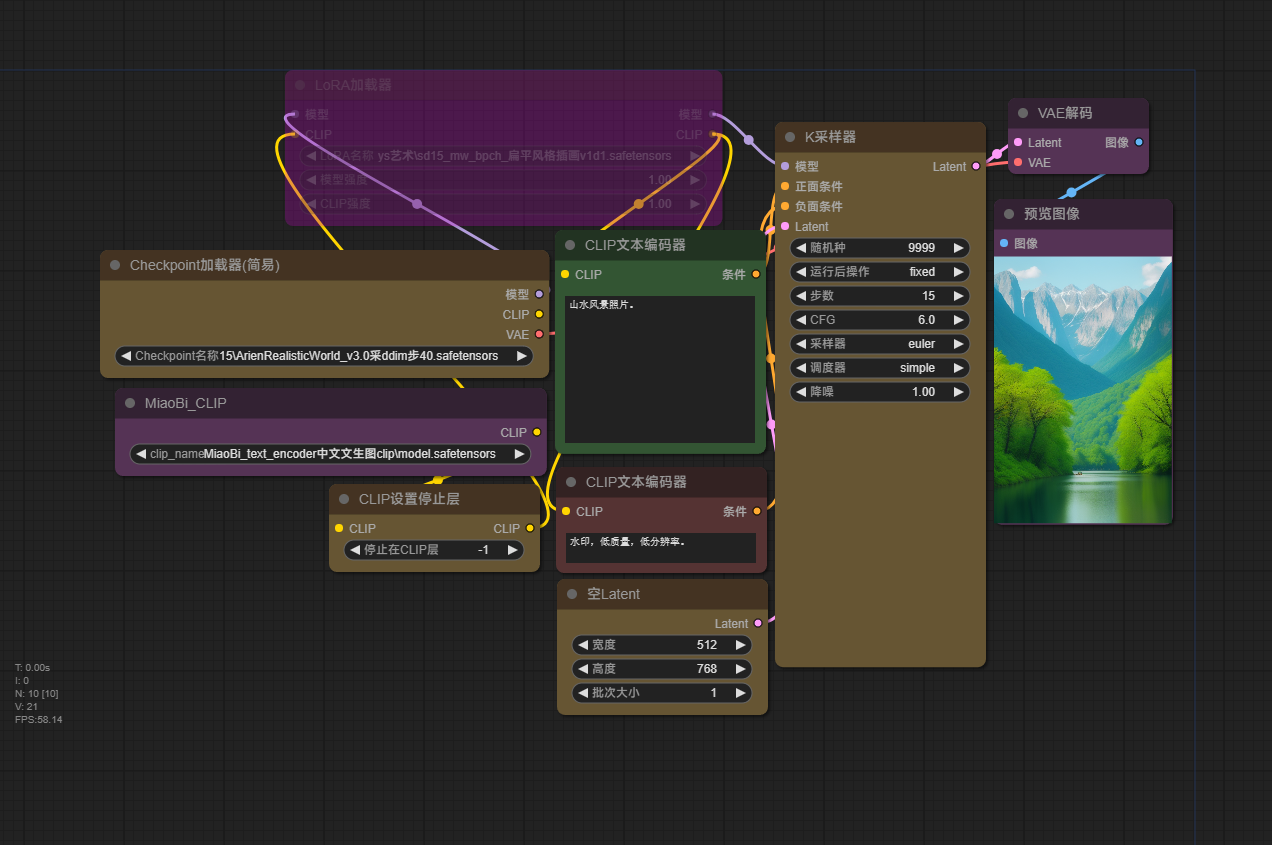 LoRA加载器
模型 模型
CLIP CLIP
LoRA名称 ys艺术\sd15_mw_bpch_扁平风格插画v1d1.safetensors
模型强度 1.00
CLIP强度 1.00
Checkpoint加载器(简易)
模型
CLIP
VAE
Checkpoint名称15\ArienRealisticWorld_v3.0采ddim步40.safetensors
MiaoBi_CLIP
CLIP
clip_nameMiaoBi_text_encoder中文文生图clip\model.safetensors
CLIP设置停止层
CLIP CLIP
停止在CLIP层 -1
CLIP文本编码器
CLIP 条件
山水风景照片。
CLIP文本编码器
CLIP 条件
水印，低质量，低分辨率。
空Latent
Latent
宽度 512
高度 768
批次大小 1
K采样器
模型 Latent
正面条件
负面条件
Latent
随机种 9999
运行后操作 fixed
步数 15
CFG 6.0
采样器 euler
调度器 simple
降噪 1.00
VAE解码
Latent 图像
VAE
预览图像
图像
T: 0.00s
I: 0
N: 10 [10]
V: 21
FPS:58.14